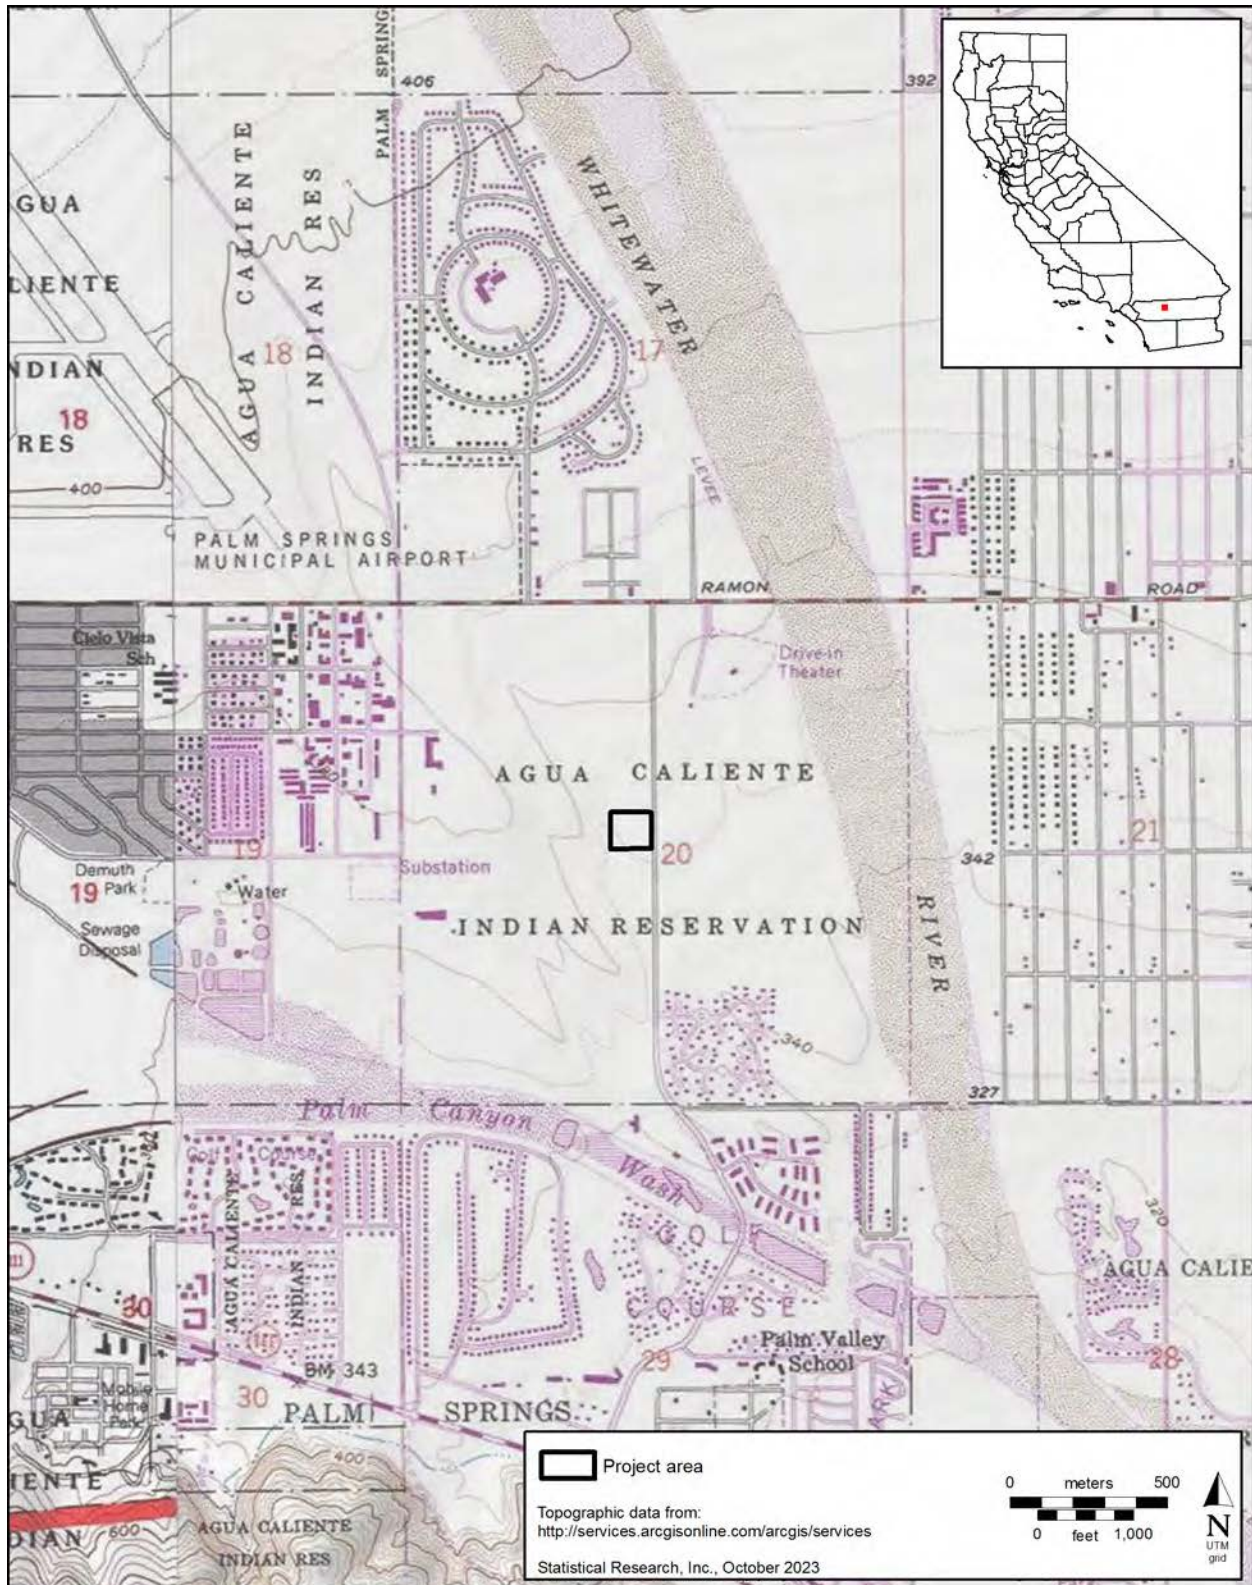 PALM SPRING
406
392
AGUA CALIENTE
INDIAN RES
WHITEWATER
GUA
LIENTE
NDIAN
RES
18
18
17
400
LEVEE
PALM SPRINGS
MUNICIPAL AIRPORT
RAMON
ROAD
Cielo Vista
Sch
Drive-in
Theater
AGUA CALIENTE
19
20
21
342
Substation
Demuth
Park
19
Water
INDIAN RESERVATION
RIVER
Sewage
Disposal
340
327
Palm Canyon
Wash
Golf Course
AGUA CALIENTE
INDIAN RES.
GOL
COURSE
320
AGUA CALIE
111
30
111
Palm Valley
School
29
28
BM 343
30
Mobile
Home
Park
PALM SPRINGS
ARK
GUA
IENTE
DIAN
400
600
AGUA CALIENTE
INDIAN RES
Project area
Topographic data from:
http://services.arcgisonline.com/arcgis/services
Statistical Research, Inc., October 2023
0 meters 500
0 feet 1,000
N
UTM
grid